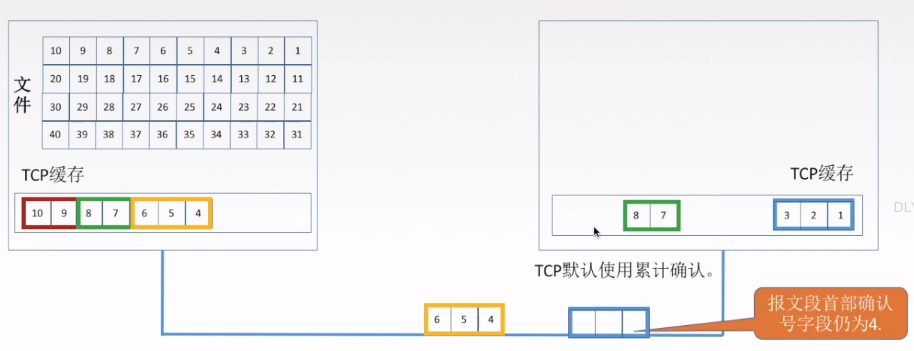 10 9 8 7 6 5 4 3 2 1
20 19 18 17 16 15 14 13 12 11
30 29 28 27 26 25 24 23 22 21
40 39 38 37 36 35 34 33 32 31
文件
TCP缓存
10 9 8 7 6 5 4
TCP缓存
8 7 3 2 1
DLY
TCP默认使用累计确认。
6 5 4
报文段首部确认
号字段仍为4.